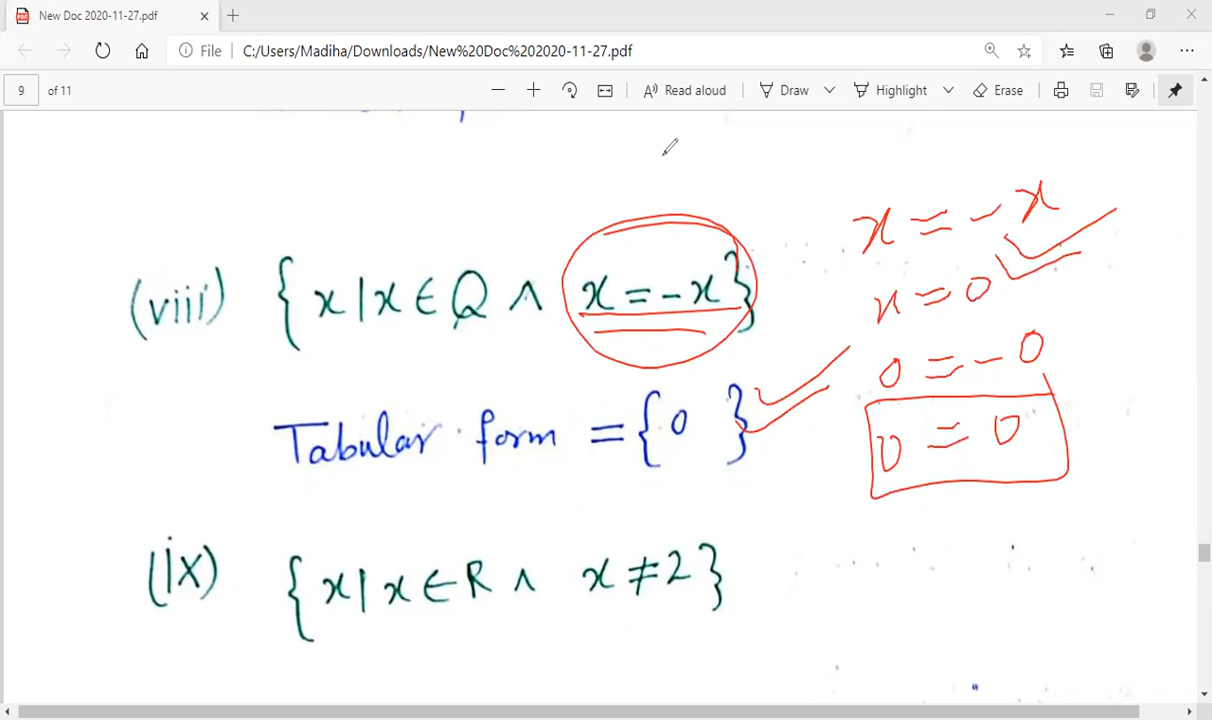 New Doc 2020-11-27.pdf
File C:/Users/Madiha/Downloads/New%20Doc%202020-11-27.pdf
9 of 11 Read aloud Draw Highlight Erase
x = -x
(viii) { x | x ∈ Q ∧ x = -x }
x = 0
0 = -0
Tabular form = { 0 }
0 = 0
(ix) { x | x ∈ R ∧ x ≠ 2 }